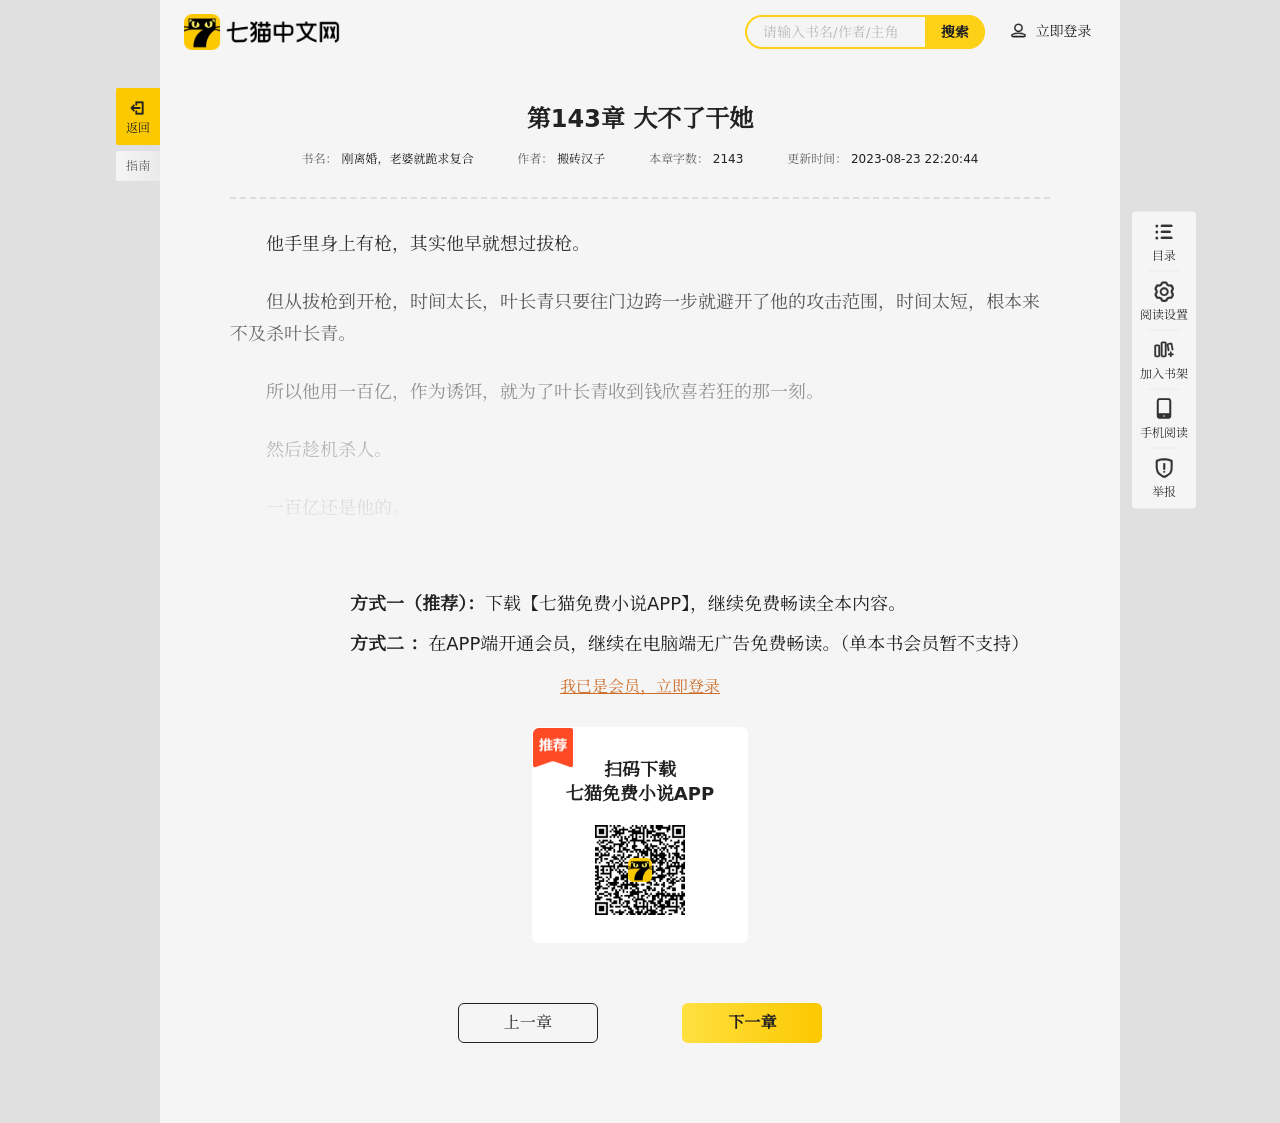 七猫中文网
请输入书名/作者/主角
搜索
立即登录
返回
指南
第143章 大不了干她
书名： 刚离婚，老婆就跪求复合 作者： 搬砖汉子 本章字数： 2143 更新时间： 2023-08-23 22:20:44
他手里身上有枪，其实他早就想过拔枪。
但从拔枪到开枪，时间太长，叶长青只要往门边跨一步就避开了他的攻击范围，时间太短，根本来
不及杀叶长青。
所以他用一百亿，作为诱饵，就为了叶长青收到钱欣喜若狂的那一刻。
然后趁机杀人。
一百亿还是他的。
目录
阅读设置
加入书架
手机阅读
举报
方式一（推荐）：下载【七猫免费小说APP】，继续免费畅读全本内容。
方式二 ：在APP端开通会员，继续在电脑端无广告免费畅读。（单本书会员暂不支持）
我已是会员，立即登录
推荐
扫码下载
七猫免费小说APP
上一章
下一章